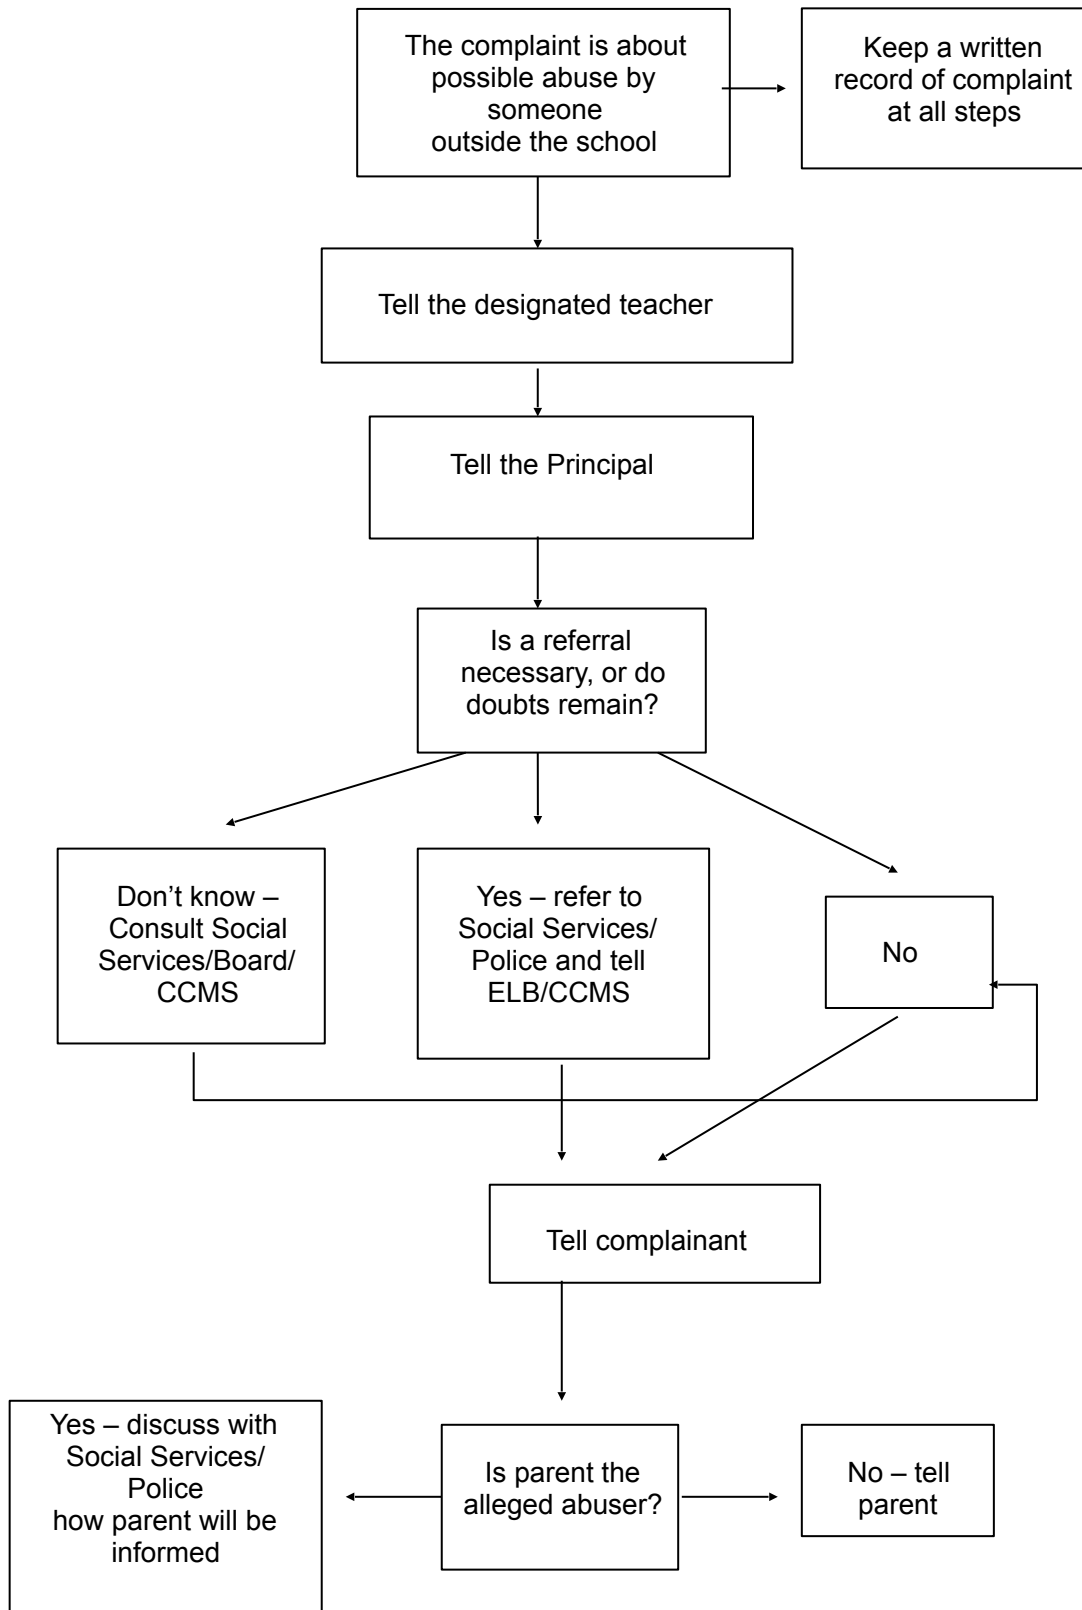 The complaint is about
possible abuse by
someone
outside the school
Keep a written
record of complaint
at all steps
Tell the designated teacher
Tell the Principal
Is a referral
necessary, or do
doubts remain?
Don’t know –
Consult Social
Services/Board/
CCMS
Yes – refer to
Social Services/
Police and tell
ELB/CCMS
No
Tell complainant
Yes – discuss with
Social Services/
Police
how parent will be
informed
Is parent the
alleged abuser?
No – tell
parent